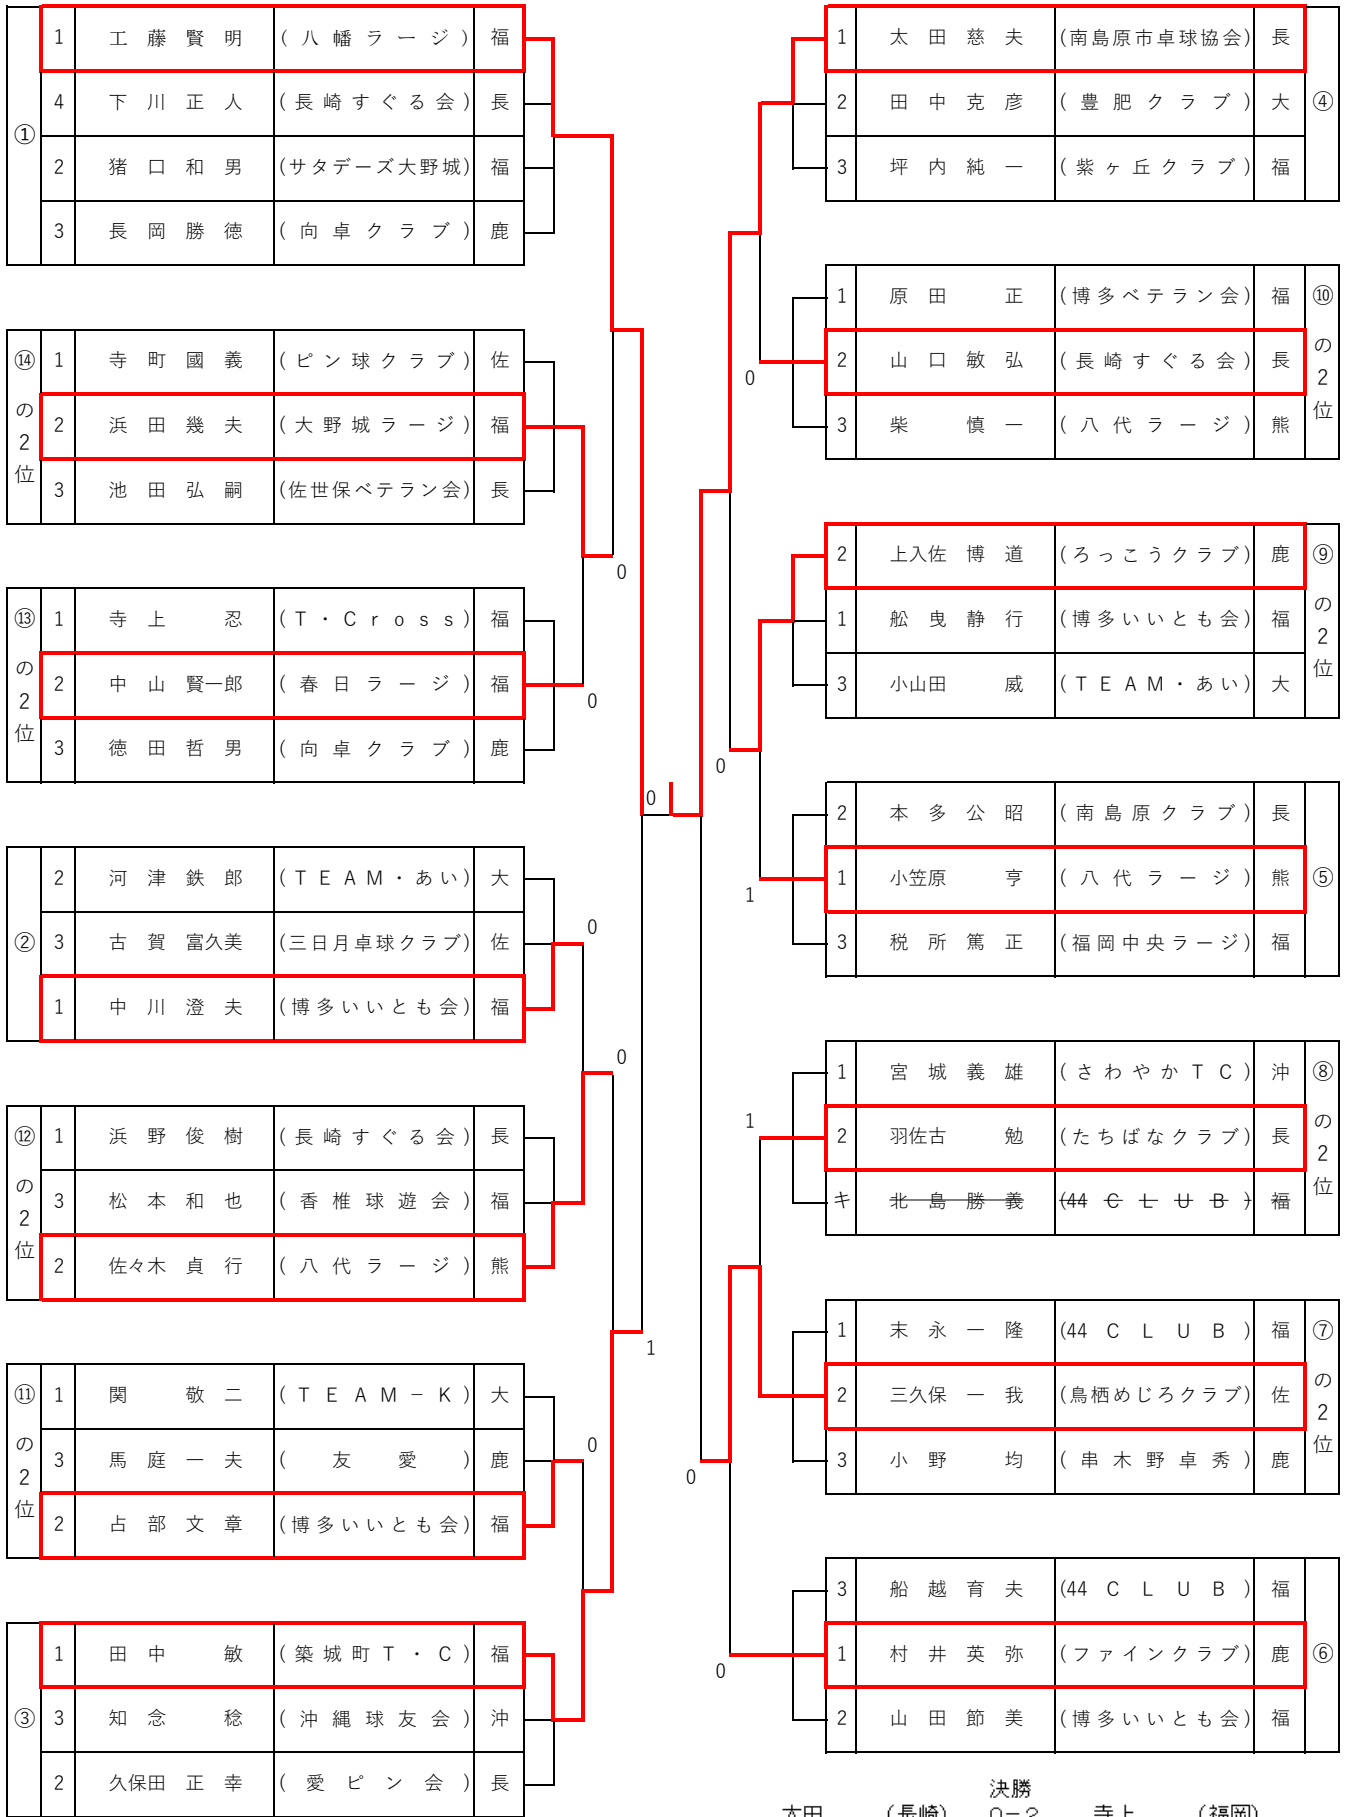 ①
1 工藤賢明 (八幡ラージ) 福
4 下川正人 (長崎すぐる会) 長
2 猪口和男 (サタデーズ大野城) 福
3 長岡勝徳 (向卓クラブ) 鹿
⑭の2位
1 寺町國義 (ピン球クラブ) 佐
2 浜田幾夫 (大野城ラージ) 福
3 池田弘嗣 (佐世保ベテラン会) 長
0
⑬の2位
1 寺上忍 (T・Cross) 福
2 中山賢一郎 (春日ラージ) 福
3 徳田哲男 (向卓クラブ) 鹿
0
0
②
2 河津鉄郎 (TEAM・あい) 大
3 古賀富久美 (三日月卓球クラブ) 佐
1 中川澄夫 (博多いいとも会) 福
0
0
⑫の2位
1 浜野俊樹 (長崎すぐる会) 長
3 松本和也 (香椎球遊会) 福
2 佐々木貞行 (八代ラージ) 熊
1
⑪の2位
1 関敬二 (TEAM−K) 大
3 馬庭一夫 (友愛) 鹿
2 占部文章 (博多いいとも会) 福
0
③
1 田中敏 (築城町T・C) 福
3 知念稔 (沖縄球友会) 沖
2 久保田正幸 (愛ピン会) 長
1 太田慈夫 (南島原市卓球協会) 長
2 田中克彦 (豊肥クラブ) 大
3 坪内純一 (紫ヶ丘クラブ) 福
④
1 原田正 (博多ベテラン会) 福
2 山口敏弘 (長崎すぐる会) 長
3 柴慎一 (八代ラージ) 熊
⑩の2位
0
2 上入佐博道 (ろっこうクラブ) 鹿
1 舩曳静行 (博多いいとも会) 福
3 小山田威 (TEAM・あい) 大
⑨の2位
0
2 本多公昭 (南島原クラブ) 長
1 小笠原亨 (八代ラージ) 熊
3 税所篤正 (福岡中央ラージ) 福
⑤
1
1 宮城義雄 (さわやかTC) 沖
2 羽佐古勉 (たちばなクラブ) 長
キ 北島勝義 (44CLUB) 福
⑧の2位
1
1 末永一隆 (44CLUB) 福
2 三久保一我 (鳥栖めじろクラブ) 佐
3 小野均 (串木野卓秀) 鹿
⑦の2位
0
3 船越育夫 (44CLUB) 福
1 村井英弥 (ファインクラブ) 鹿
2 山田節美 (博多いいとも会) 福
⑥
0
決勝
太田 (長崎) 0−2 寺上 (福岡)